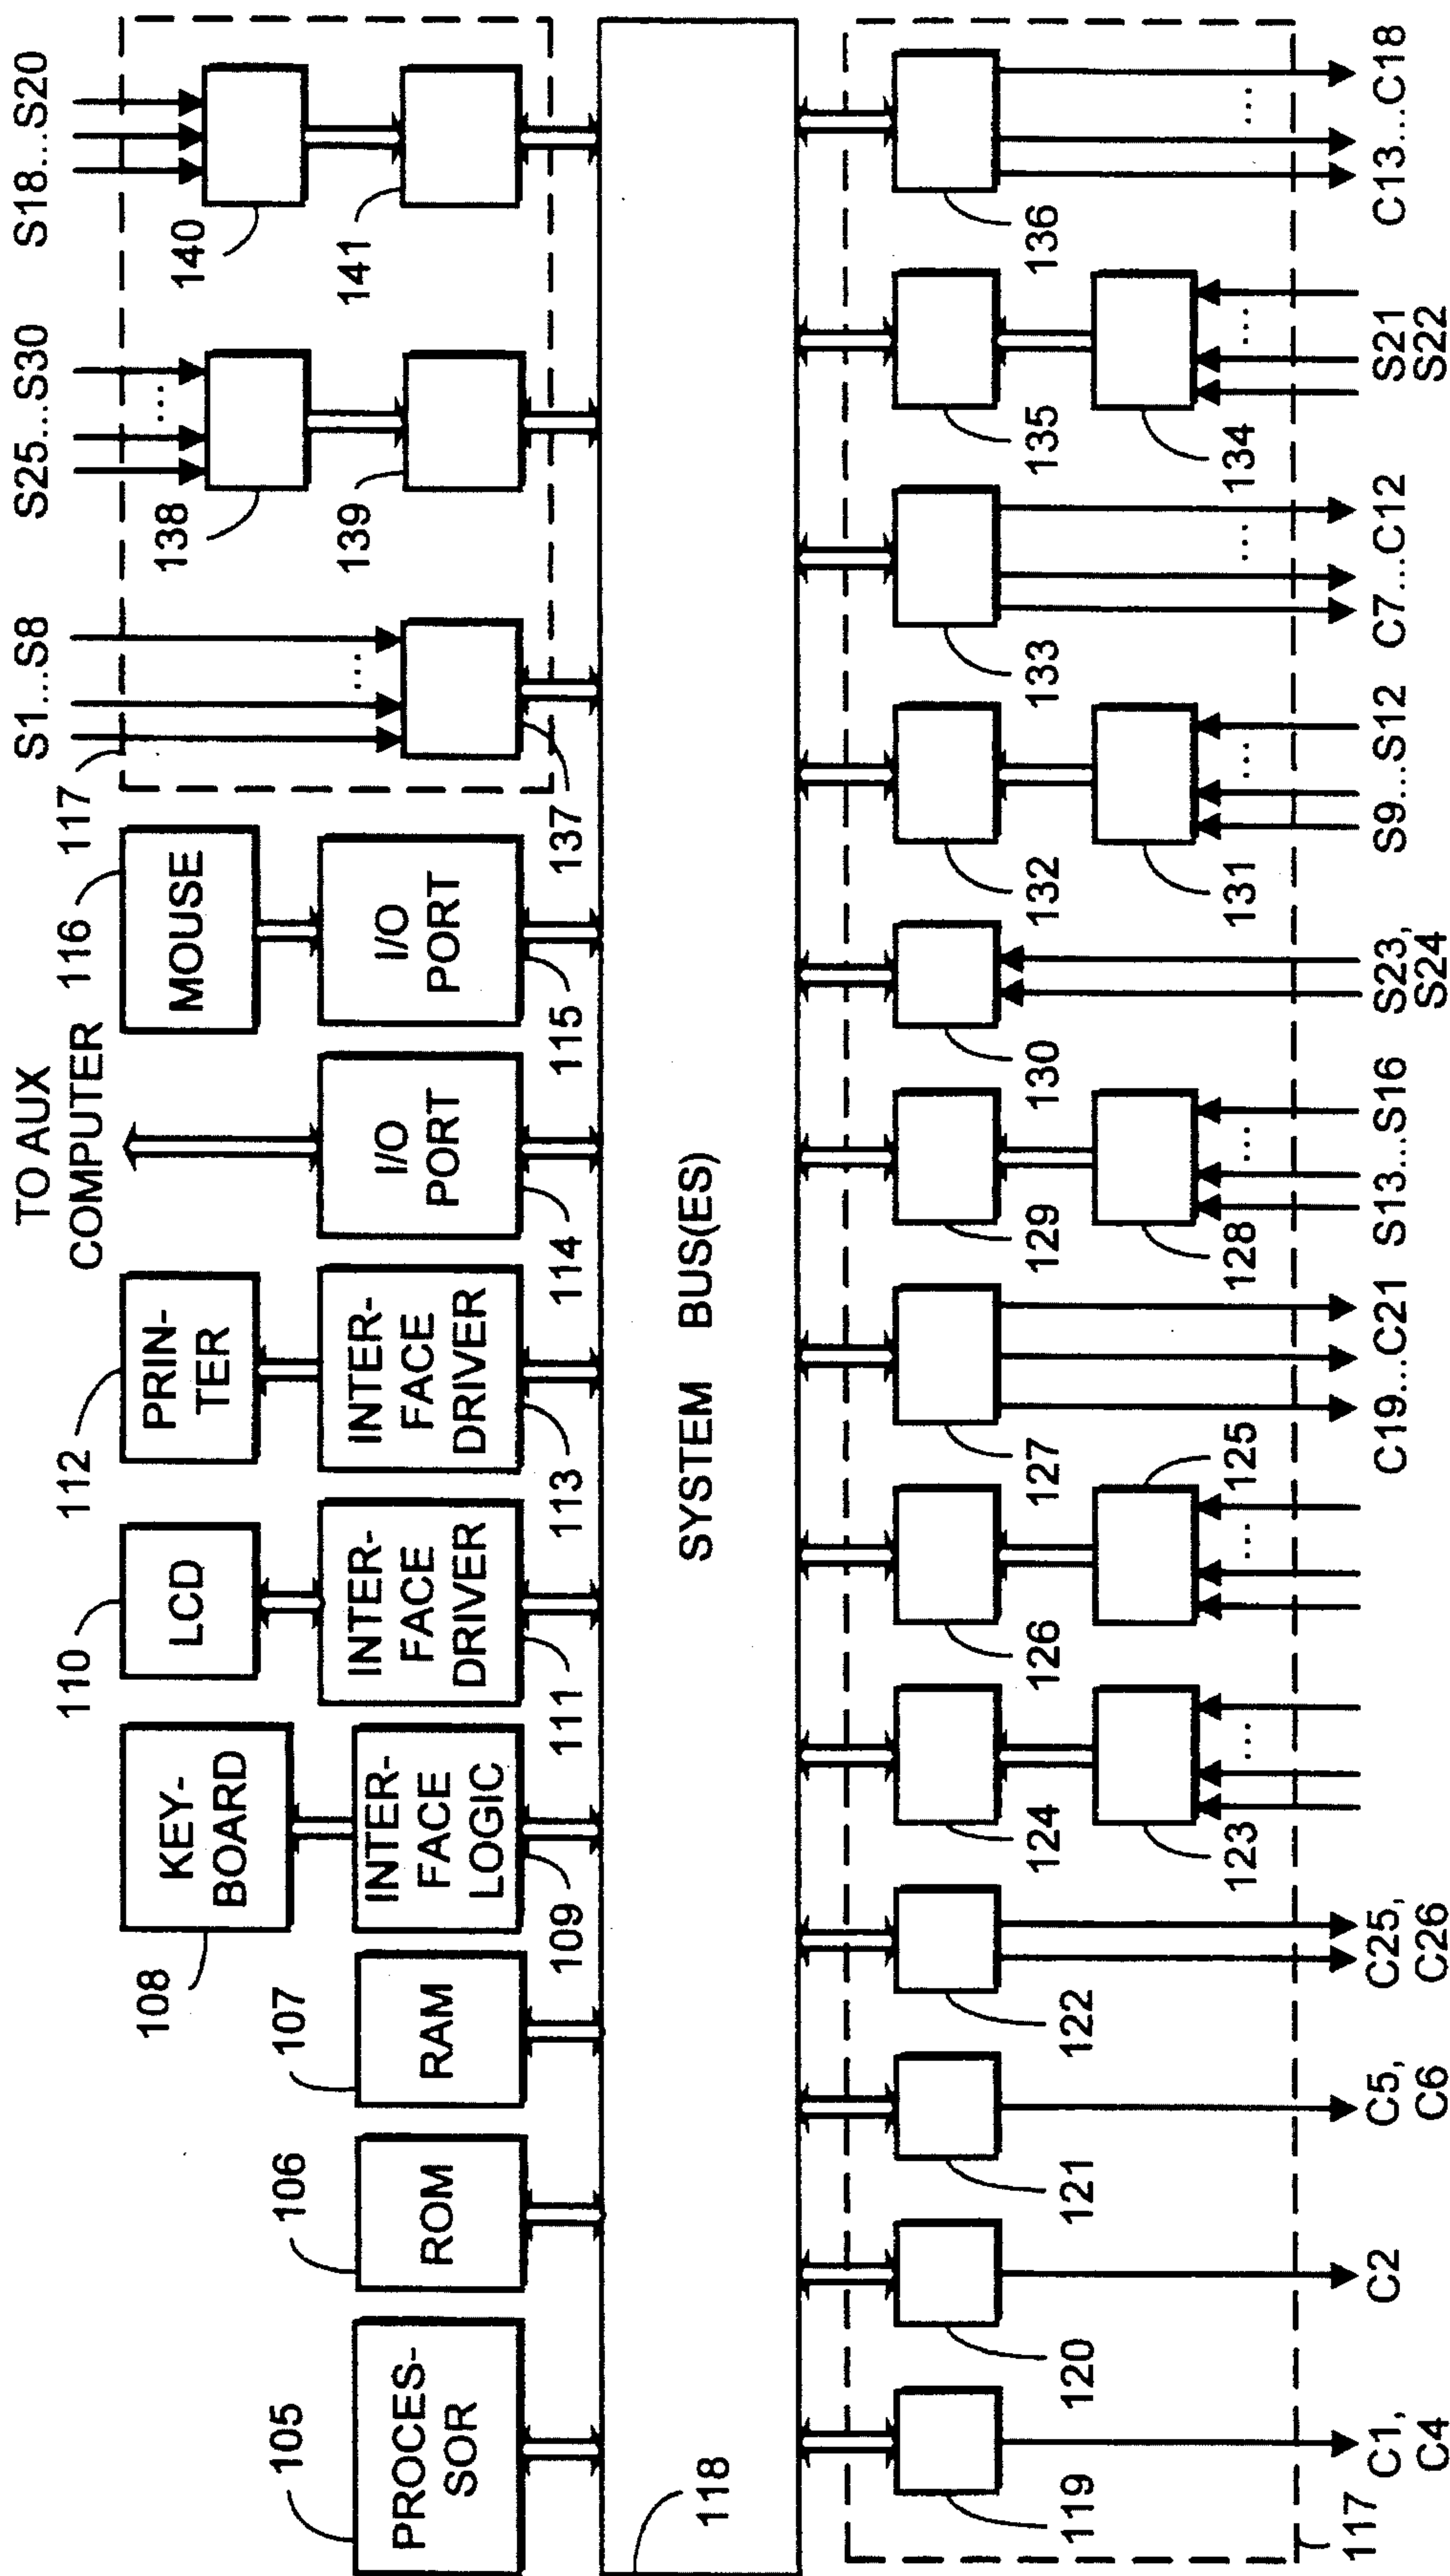 TO AUX
COMPUTER
S1...S8
S25...S30
S18...S20
105
106
107
108
110
112
116
117
138
140
PROCES-
SOR
ROM
RAM
KEY-
BOARD
INTER-
FACE
LOGIC
LCD
INTER-
FACE
DRIVER
PRIN-
TER
INTER-
FACE
DRIVER
I/O
PORT
MOUSE
I/O
PORT
139
141
109
111
113
114
115
137
118
SYSTEM BUS(ES)
119
120
121
122
124
126
127
129
130
132
133
135
136
123
125
128
131
134
117
C1,
C4
C2
C5,
C6
C25,
C26
C19...C21
S13...S16
S23,
S24
S9...S12
C7...C12
S21
S22
C13...C18